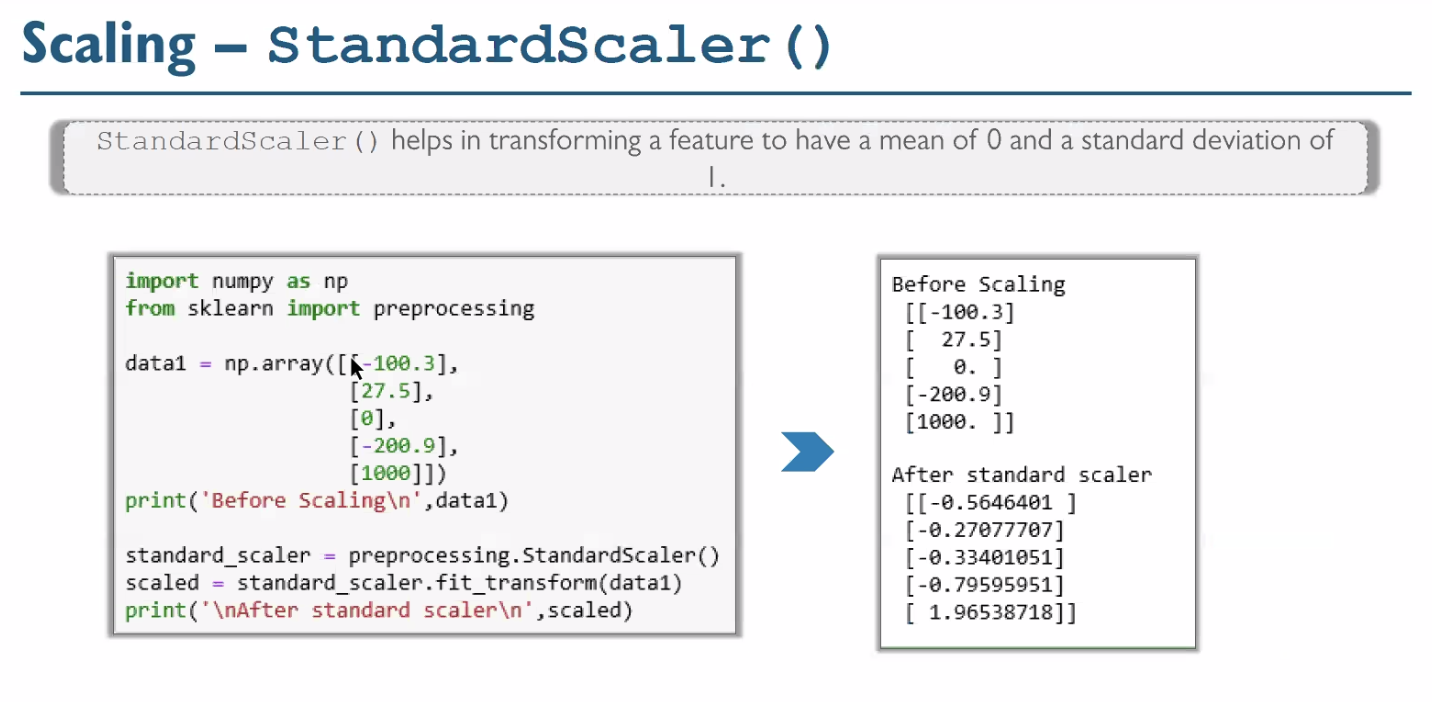 Scaling – StandardScaler()
StandardScaler() helps in transforming a feature to have a mean of 0 and a standard deviation of
1.
import numpy as np
from sklearn import preprocessing
data1 = np.array([[-100.3],
[27.5],
[0],
[-200.9],
[1000]])
print('Before Scaling\n',data1)
standard_scaler = preprocessing.StandardScaler()
scaled = standard_scaler.fit_transform(data1)
print('\nAfter standard scaler\n',scaled)
Before Scaling
[[-100.3]
[  27.5]
[   0. ]
[-200.9]
[1000. ]]
After standard scaler
[[-0.5646401 ]
[-0.27077707]
[-0.33401051]
[-0.79595951]
[ 1.96538718]]